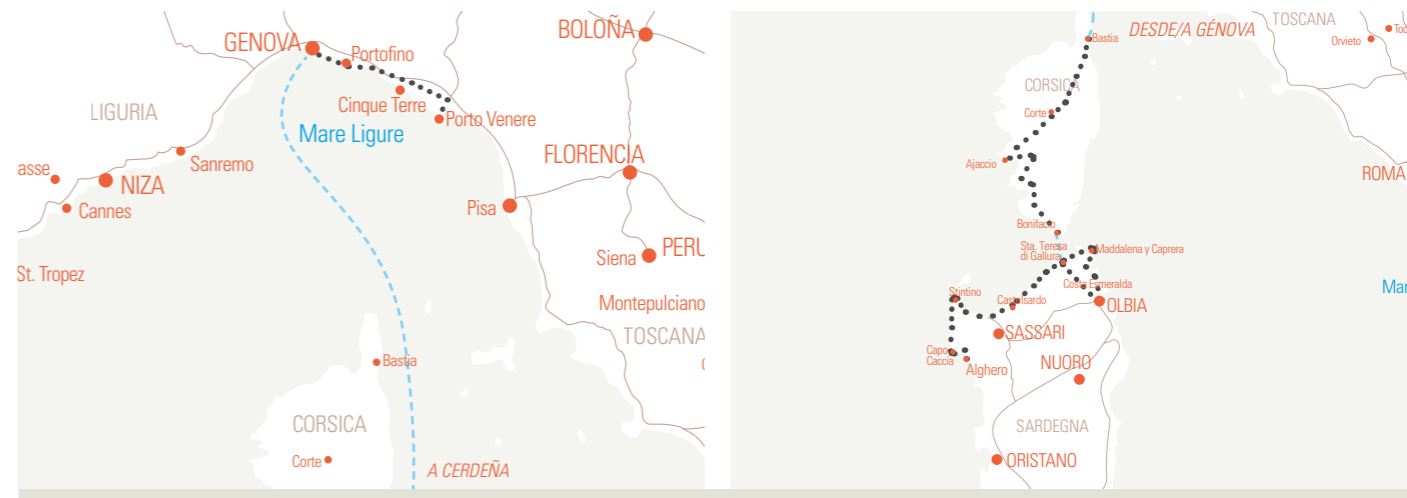 BOLOÑA
GENOVA
Portofino
Cinque Terre
Porto Venere
LIGURIA
Mare Ligure
Sanremo
FLORENCIA
asse
NIZA
Cannes
Pisa
Siena
PERU
St. Tropez
Montepulciano
TOSCANA
Bastia
CORSICA
Corte
A CERDEÑA
TOSCANA
Bastia
DESDE/A GÉNOVA
Orvieto
Tod
CORSICA
Corte
Ajaccio
ROMA
Bonifacio
Sta. Teresa
di Gallura
Maddalena y Caprera
Costa Esmeralda
Mar
Stintino
Castelsardo
OLBIA
SASSARI
Capo
Caccia
Alghero
NUORO
SARDEGNA
ORISTANO